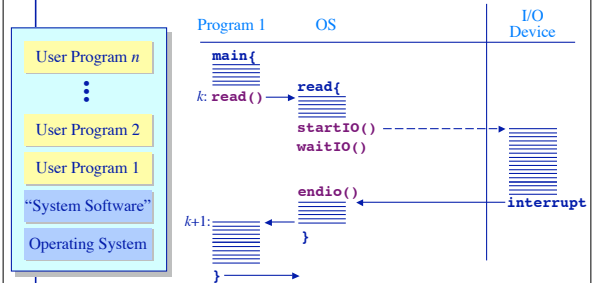 User Program n
User Program 2
User Program 1
“System Software”
Operating System
Program 1
OS
I/O
Device
main{
k: read()
read{
startIO()
waitIO()
endio()
interrupt
k+1:
}
}